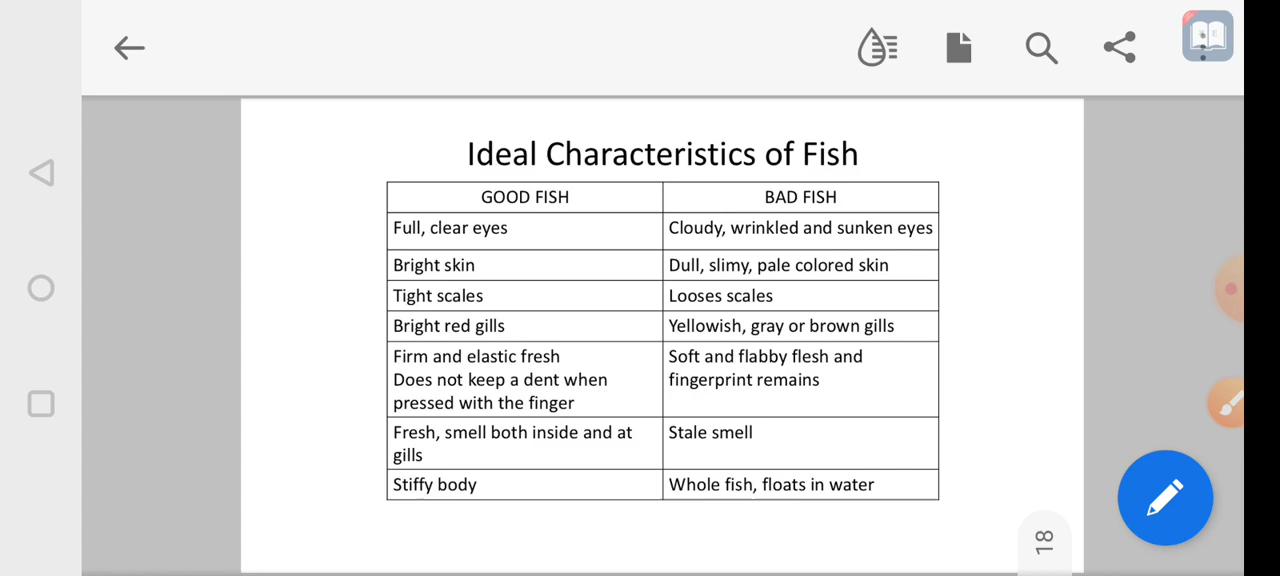 Ideal Characteristics of Fish
GOOD FISH
BAD FISH
Full, clear eyes
Cloudy, wrinkled and sunken eyes
Bright skin
Dull, slimy, pale colored skin
Tight scales
Looses scales
Bright red gills
Yellowish, gray or brown gills
Firm and elastic fresh
Does not keep a dent when
pressed with the finger
Soft and flabby flesh and
fingerprint remains
Fresh, smell both inside and at
gills
Stale smell
Stiffy body
Whole fish, floats in water
18